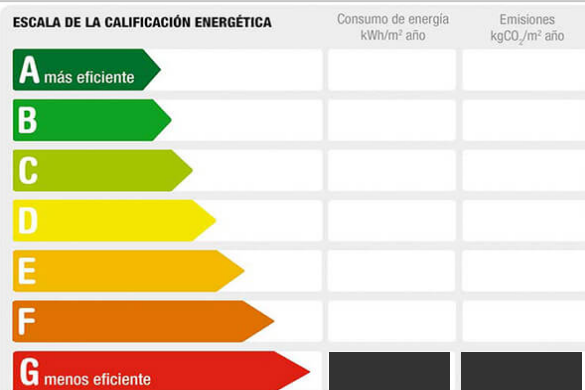 ESCALA DE LA CALIFICACIÓN ENERGÉTICA
Consumo de energía
kWh/m² año
Emisiones
kgCO₂/m² año
A más eficiente
B
C
D
E
F
G menos eficiente